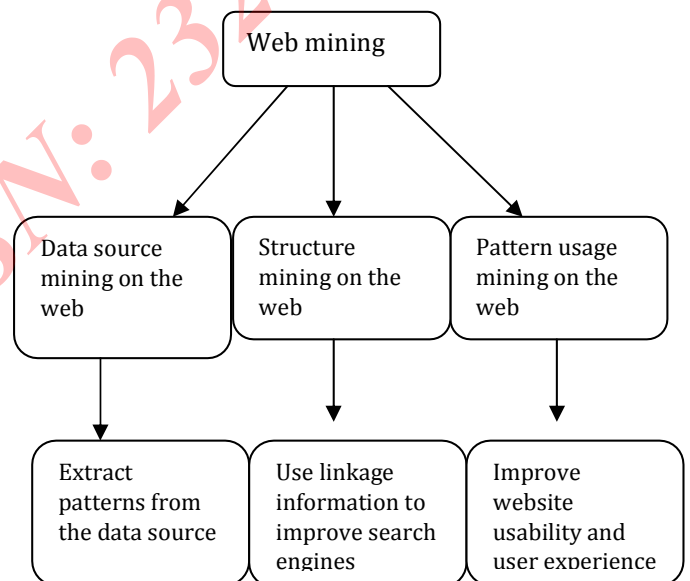 Web mining
SN: 232
Data source
mining on the
web
Structure
mining on the
web
Pattern usage
mining on the
web
Extract
patterns from
the data source
Use linkage
information to
improve search
engines
Improve
website
usability and
user experience